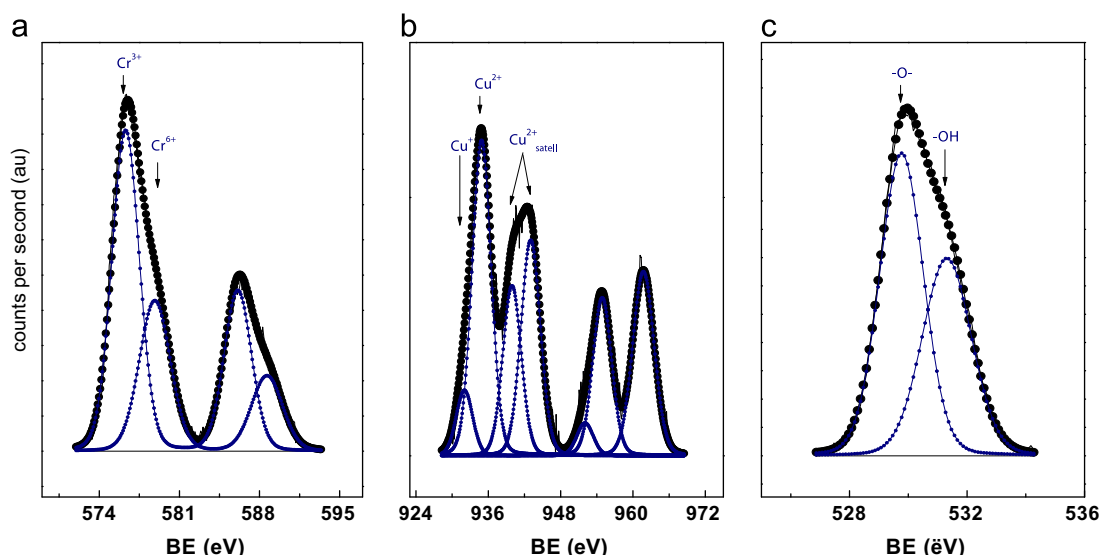 a
b
c
counts per second (au)
Cr³⁺
Cr⁶⁺
574 581 588 595
BE (eV)
Cu⁺
Cu²⁺
Cu²⁺satell
924 936 948 960 972
BE (eV)
-O-
-OH
528 532 536
BE (ëV)